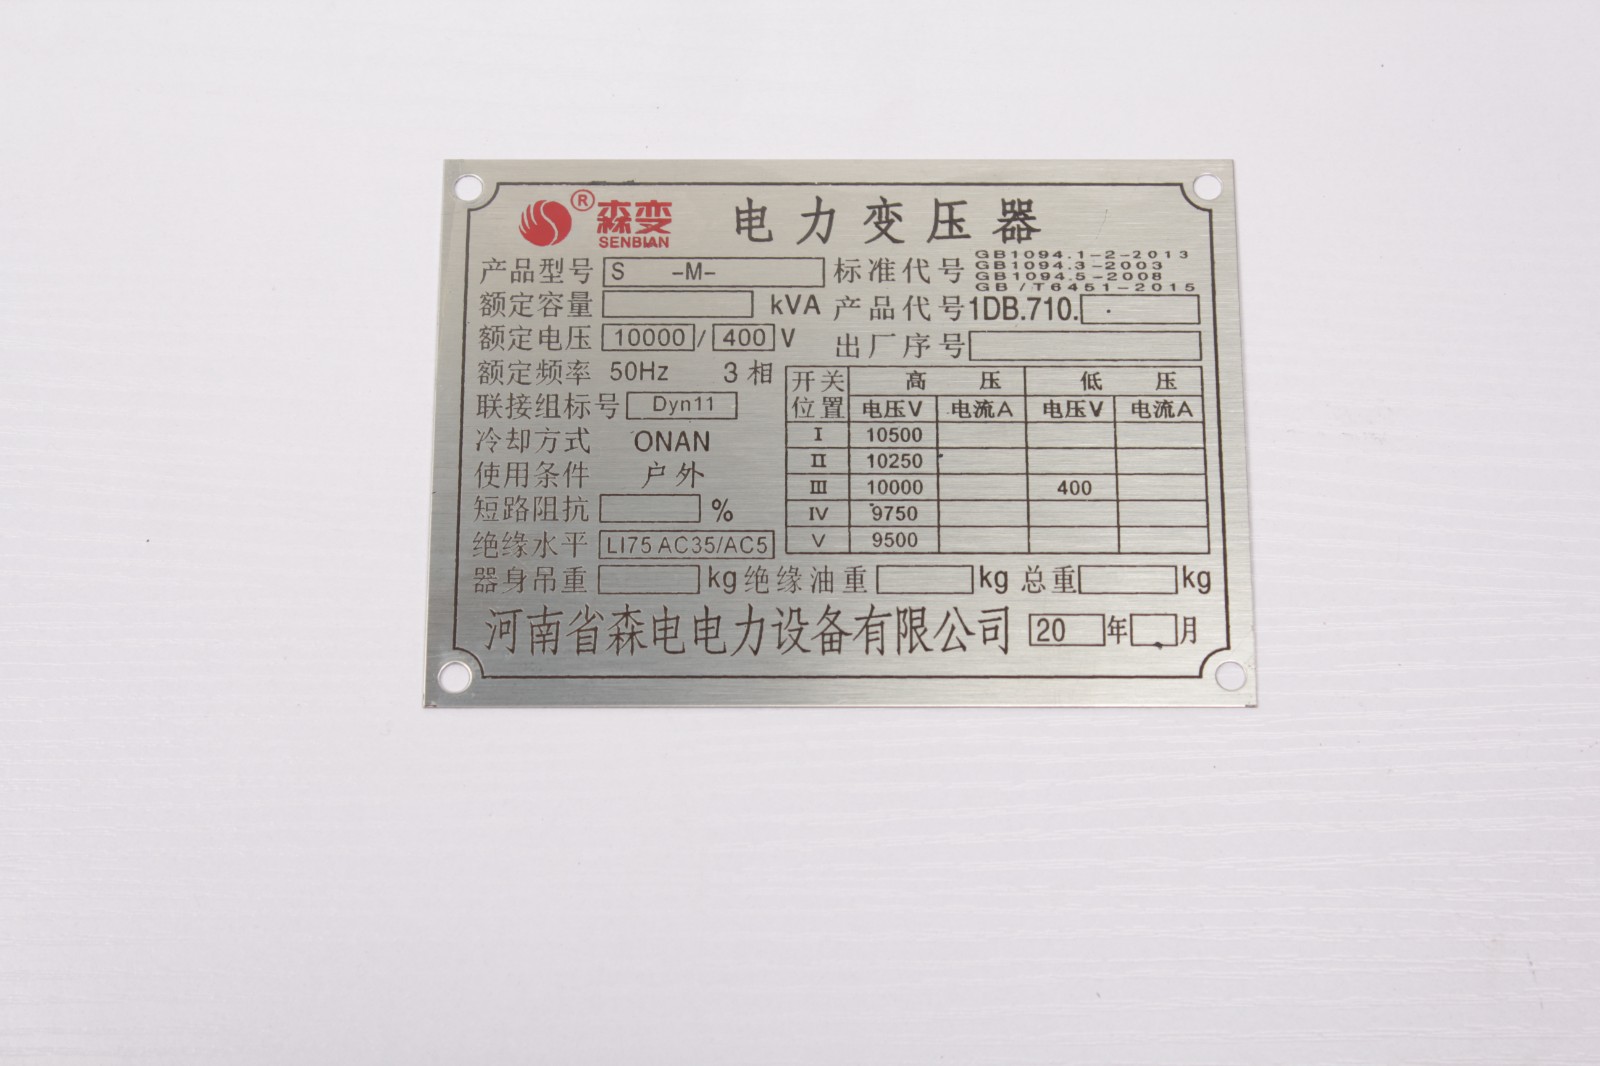 ® 森变 电力变压器
SENBIAN
产品型号 S -M- 标准代号 GB1094.1-2-2013
GB1094.3-2003
GB1094.5-2008
GB/T6451-2015
额定容量 kVA 产品代号 1DB.710.
额定电压 10000 / 400 V 出厂序号
额定频率 50Hz 3相
联接组标号 Dyn11
冷却方式 ONAN
使用条件 户外
短路阻抗 %
绝缘水平 LI75 AC35/AC5
开关位置 高压 低压
电压V 电流A 电压V 电流A
I 10500
II 10250
III 10000 400
IV 9750
V 9500
器身吊重 kg 绝缘油重 kg 总重 kg
河南省森电电力设备有限公司 20 年 月